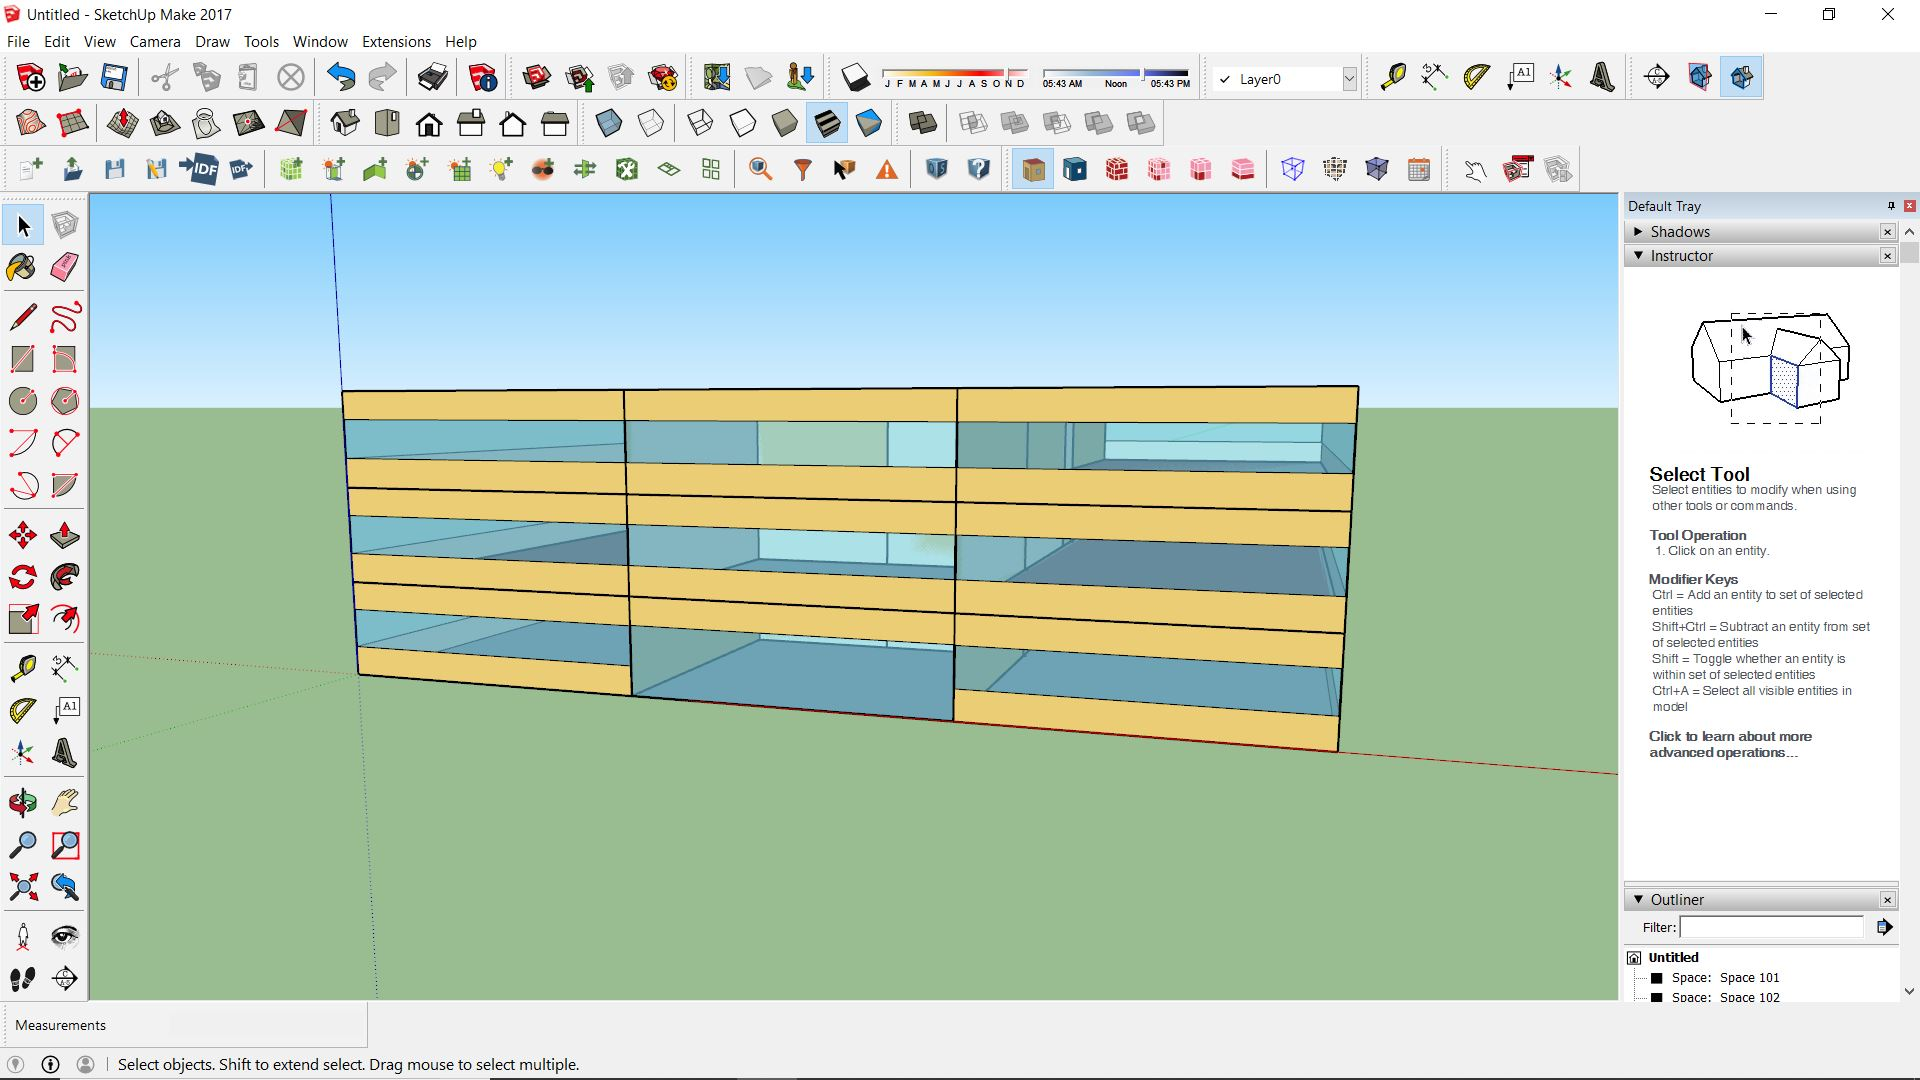 Untitled - SketchUp Make 2017
File Edit View Camera Draw Tools Window Extensions Help
J F M A M J J A S O N D
05:43 AM Noon 05:43 PM
Layer0
A1
IDF
IDF
Default Tray
Shadows
Instructor
Select Tool
Select entities to modify when using
other tools or commands.
Tool Operation
1. Click on an entity.
Modifier Keys
Ctrl = Add an entity to set of selected
entities
Shift+Ctrl = Subtract an entity from set
of selected entities
Shift = Toggle whether an entity is
within set of selected entities
Ctrl+A = Select all visible entities in
model
Click to learn about more
advanced operations...
A1
Outliner
Filter:
Untitled
Space: Space 101
Space: Space 102
Measurements
Select objects. Shift to extend select. Drag mouse to select multiple.